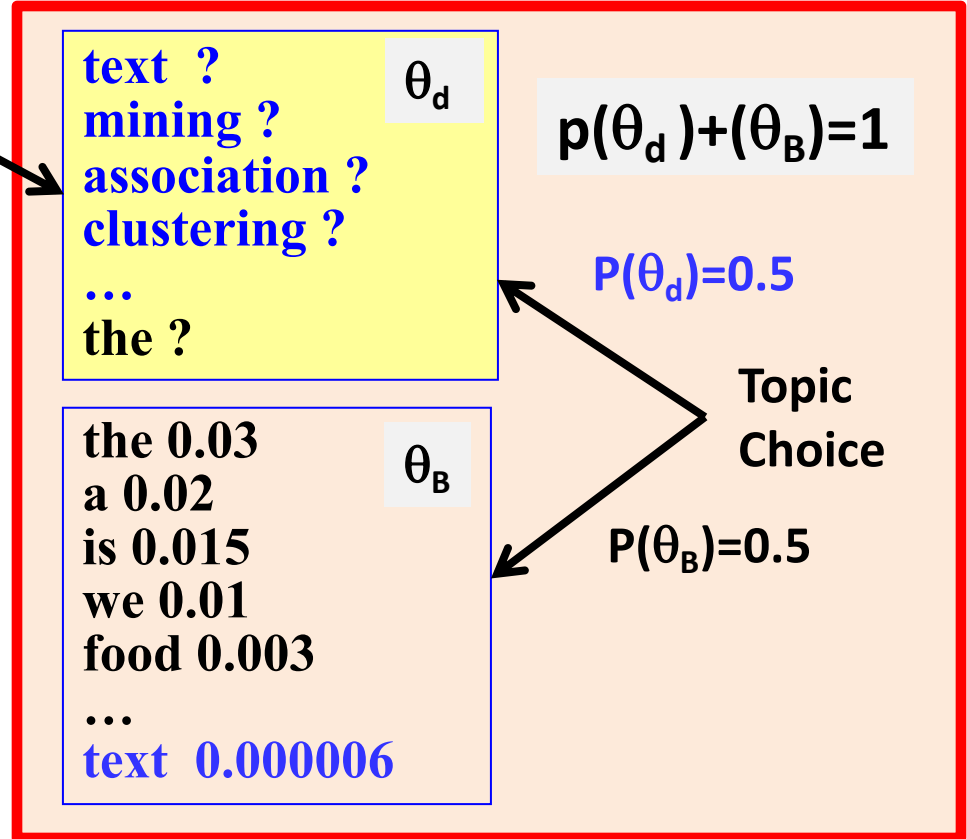 text ?
mining ?
association ?
clustering ?
...
the ?
θd
p(θd )+(θB)=1
P(θd)=0.5
Topic
Choice
P(θB)=0.5
the 0.03
a 0.02
is 0.015
we 0.01
food 0.003
...
text 0.000006
θB